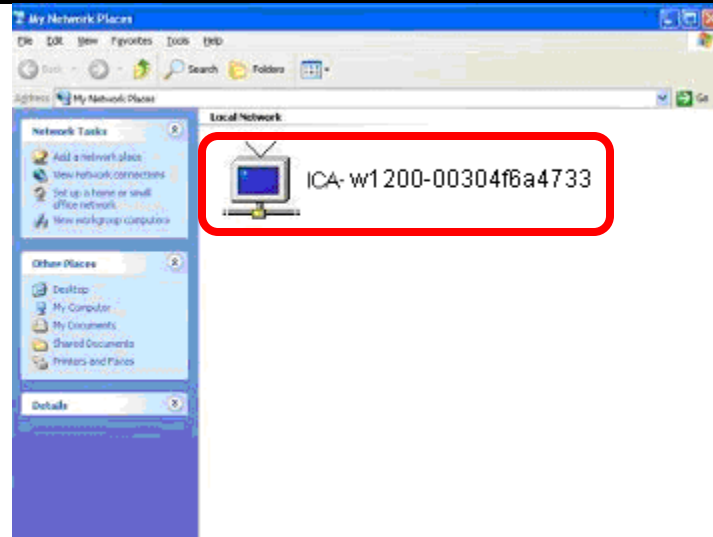 My Network Places
File Edit View Favorites Tools Help
Back Search Folders
Address My Network Places Go
Local Network
Network Tasks
Add a network place
View network connections
Set up a home or small
office network
View workgroup computers
ICA- w1200-00304f6a4733
Other Places
Desktop
My Computer
My Documents
Shared Documents
Printers and Faxes
Details